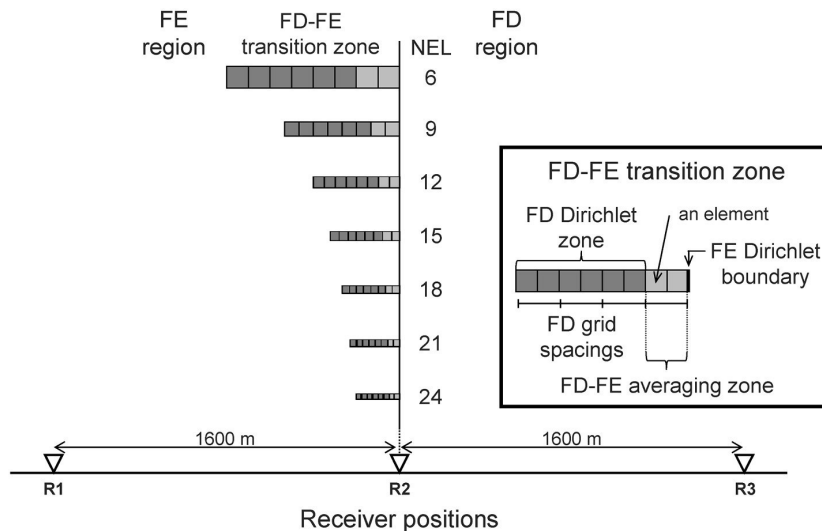 FE
region
FD-FE
transition zone
NEL
FD
region
6
9
12
15
18
21
24
FD-FE transition zone
FD Dirichlet
zone
an element
FE Dirichlet
boundary
FD grid
spacings
FD-FE averaging zone
1600 m
1600 m
R1
R2
R3
Receiver positions